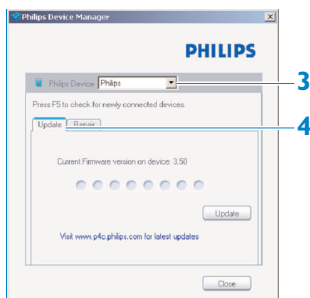 Philips Device Manager
PHILIPS
Philips Device Philips
3
Press F5 to check for newly connected devices.
Update Repair
4
Current Firmware version on device: 3.50
Update
Visit www.p4c.philips.com for latest updates
Close